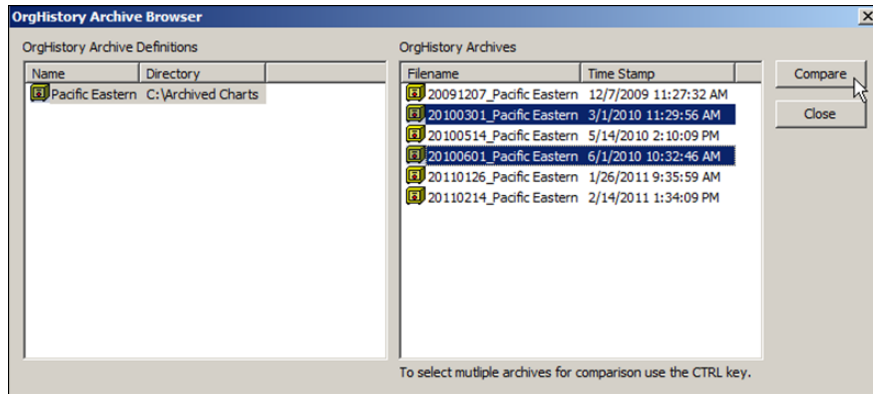 OrgHistory Archive Browser
OrgHistory Archive Definitions
Name Directory
Pacific Eastern C:\Archived Charts
OrgHistory Archives
Filename Time Stamp
20091207_Pacific Eastern 12/7/2009 11:27:32 AM
20100301_Pacific Eastern 3/1/2010 11:29:56 AM
20100514_Pacific Eastern 5/14/2010 2:10:09 PM
20100601_Pacific Eastern 6/1/2010 10:32:46 AM
20110126_Pacific Eastern 1/26/2011 9:35:59 AM
20110214_Pacific Eastern 2/14/2011 1:34:09 PM
To select mutliple archives for comparison use the CTRL key.
Compare
Close